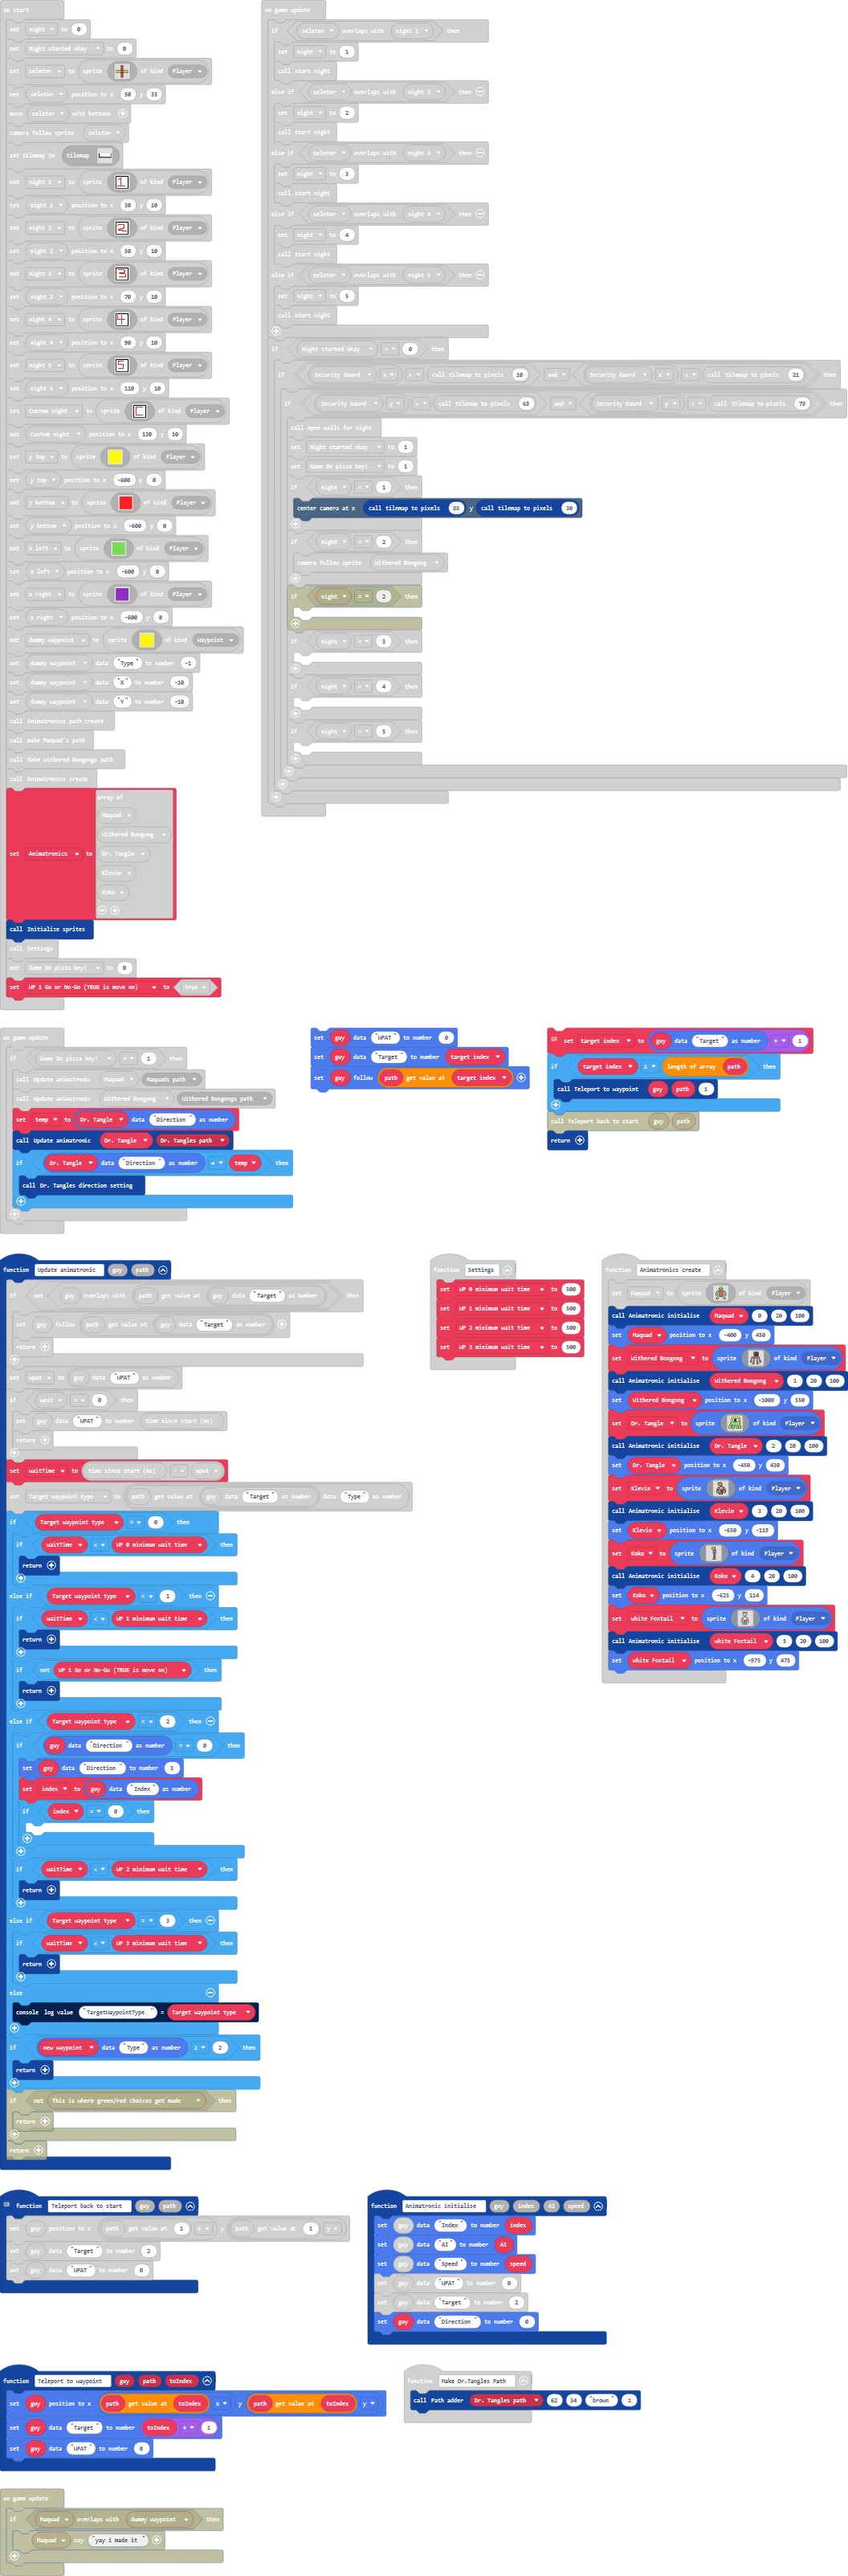 on start
set night to 0
set Night started okay to 0
set seletor to sprite of kind Player
set seletor position to x 50 y 35
move seletor with buttons
camera follow sprite seletor
set tilemap to tilemap
set night 1 to sprite 1 of kind Player
set night 1 position to x 30 y 10
set night 2 to sprite 2 of kind Player
set night 2 position to x 50 y 10
set night 3 to sprite 3 of kind Player
set night 3 position to x 70 y 10
set night 4 to sprite 4 of kind Player
set night 4 position to x 90 y 10
set night 5 to sprite 5 of kind Player
set night 5 position to x 110 y 10
set Custom night to sprite C of kind Player
set Custom night position to x 130 y 10
set y top to sprite of kind Player
set y top position to x -600 y 0
set y bottom to sprite of kind Player
set y bottom position to x -600 y 0
set x left to sprite of kind Player
set x left position to x -600 y 0
set x right to sprite of kind Player
set x right position to x -600 y 0
set dummy waypoint to sprite of kind Waypoint
set dummy waypoint data "Type" to number -1
set dummy waypoint data "X" to number -10
set dummy waypoint data "Y" to number -10
call Animatronics path create
call make Maquad's path
call Make withered Bongongs path
call Animatronics create
set Animatronics to array of
Maquad
Withered Bongong
Dr. Tangle
Klevin
Koko
call Initialize sprites
call Settings
set Game On pizza boy! to 0
set WP 1 Go or No-Go (TRUE is move on) to true
on game update
if seletor overlaps with night 1 then
set night to 1
call start night
else if seletor overlaps with night 2 then
set night to 2
call start night
else if seletor overlaps with night 3 then
set night to 3
call start night
else if seletor overlaps with night 4 then
set night to 4
call start night
else if seletor overlaps with night 5 then
set night to 5
call start night
if Night started okay = 0 then
if Security Gaurd x > call tilemap to pixels 10 and Security Gaurd x < call tilemap to pixels 21 then
if Security Gaurd y > call tilemap to pixels 68 and Security Gaurd y < call tilemap to pixels 78 then
call open walls for night
set Night started okay to 1
set Game On pizza boy! to 1
if night = 1 then
center camera at x call tilemap to pixels 88 y call tilemap to pixels 30
if night = 2 then
camera follow sprite Withered Bongong
if night = 2 then
if night = 3 then
if night = 4 then
if night = 5 then
on game update
if Game On pizza boy! = 1 then
call Update animatronic Maquad Maquads path
call Update animatronic Withered Bongong Withered Bongongs path
set temp to Dr. Tangle data "Direction" as number
call Update animatronic Dr. Tangle Dr. Tangles path
if Dr. Tangle data "Direction" as number ≠ temp then
call Dr. Tangles direction setting
set guy data "WPAT" to number 0
set guy data "Target" to number target index
set guy follow path get value at target index
set target index to guy data "Target" as number + 1
if target index ≥ length of array path then
call Teleport to waypoint guy path 1
call Teleport back to start guy path
return
function Update animatronic guy path
if not guy overlaps with path get value at guy data "Target" as number then
set guy follow path get value at guy data "Target" as number
return
set wpat to guy data "WPAT" as number
if wpat = 0 then
set guy data "WPAT" to number time since start (ms)
return
set waitTime to time since start (ms) - wpat
set Target waypoint type to path get value at guy data "Target" as number data "Type" as number
if Target waypoint type = 0 then
if waitTime < WP 0 minimum wait time then
return
else if Target waypoint type = 1 then
if waitTime < WP 1 minimum wait time then
return
if not WP 1 Go or No-Go (TRUE is move on) then
return
else if Target waypoint type = 2 then
if guy data "Direction" as number = 0 then
set guy data "Direction" to number 3
set index to guy data "Index" as number
if index = 0 then
if waitTime < WP 2 minimum wait time then
return
else if Target waypoint type = 3 then
if waitTime < WP 3 minimum wait time then
return
else
console log value "TargetWaypointType" = Target waypoint type
if new waypoint data "Type" as number ≥ 2 then
return
if not This is where green/red choices get made then
return
return
function Settings
set WP 0 minimum wait time to 500
set WP 1 minimum wait time to 500
set WP 2 minimum wait time to 500
set WP 3 minimum wait time to 500
function Animatronics create
set Maquad to sprite of kind Player
call Animatronic initialise Maquad 0 20 100
set Maquad position to x -400 y 450
set Withered Bongong to sprite of kind Player
call Animatronic initialise Withered Bongong 1 20 100
set Withered Bongong position to x -1000 y 550
set Dr. Tangle to sprite of kind Player
call Animatronic initialise Dr. Tangle 2 20 100
set Dr. Tangle position to x -450 y 430
set Klevin to sprite of kind Player
call Animatronic initialise Klevin 3 20 100
set Klevin position to x -650 y -119
set Koko to sprite of kind Player
call Animatronic initialise Koko 4 20 100
set Koko position to x -625 y 114
set white Foxtail to sprite of kind Player
call Animatronic initialise white Foxtail 5 20 100
set white Foxtail position to x -975 y 475
function Teleport back to start guy path
set guy position to x path get value at 1 x y path get value at 1 y
set guy data "Target" to number 2
set guy data "WPAT" to number 0
function Animatronic initialise guy index AI speed
set guy data "Index" to number index
set guy data "AI" to number AI
set guy data "Speed" to number speed
set guy data "WPAT" to number 0
set guy data "Target" to number 2
set guy data "Direction" to number 0
function Teleport to waypoint guy path toIndex
set guy position to x path get value at toIndex x y path get value at toIndex y
set guy data "Target" to number toIndex + 1
set guy data "WPAT" to number 0
function Make Dr.Tangles Path
call Path adder Dr. Tangles path 62 34 "brown" 1
on game update
if Maquad overlaps with dummy waypoint then
Maquad say "yay i made it"